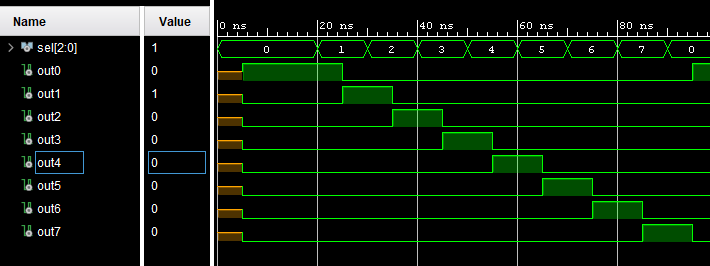 Name Value 0 ns 20 ns 40 ns 60 ns 80 ns
sel[2:0] 1 0 1 2 3 4 5 6 7 0
out0 0
out1 1
out2 0
out3 0
out4 0
out5 0
out6 0
out7 0